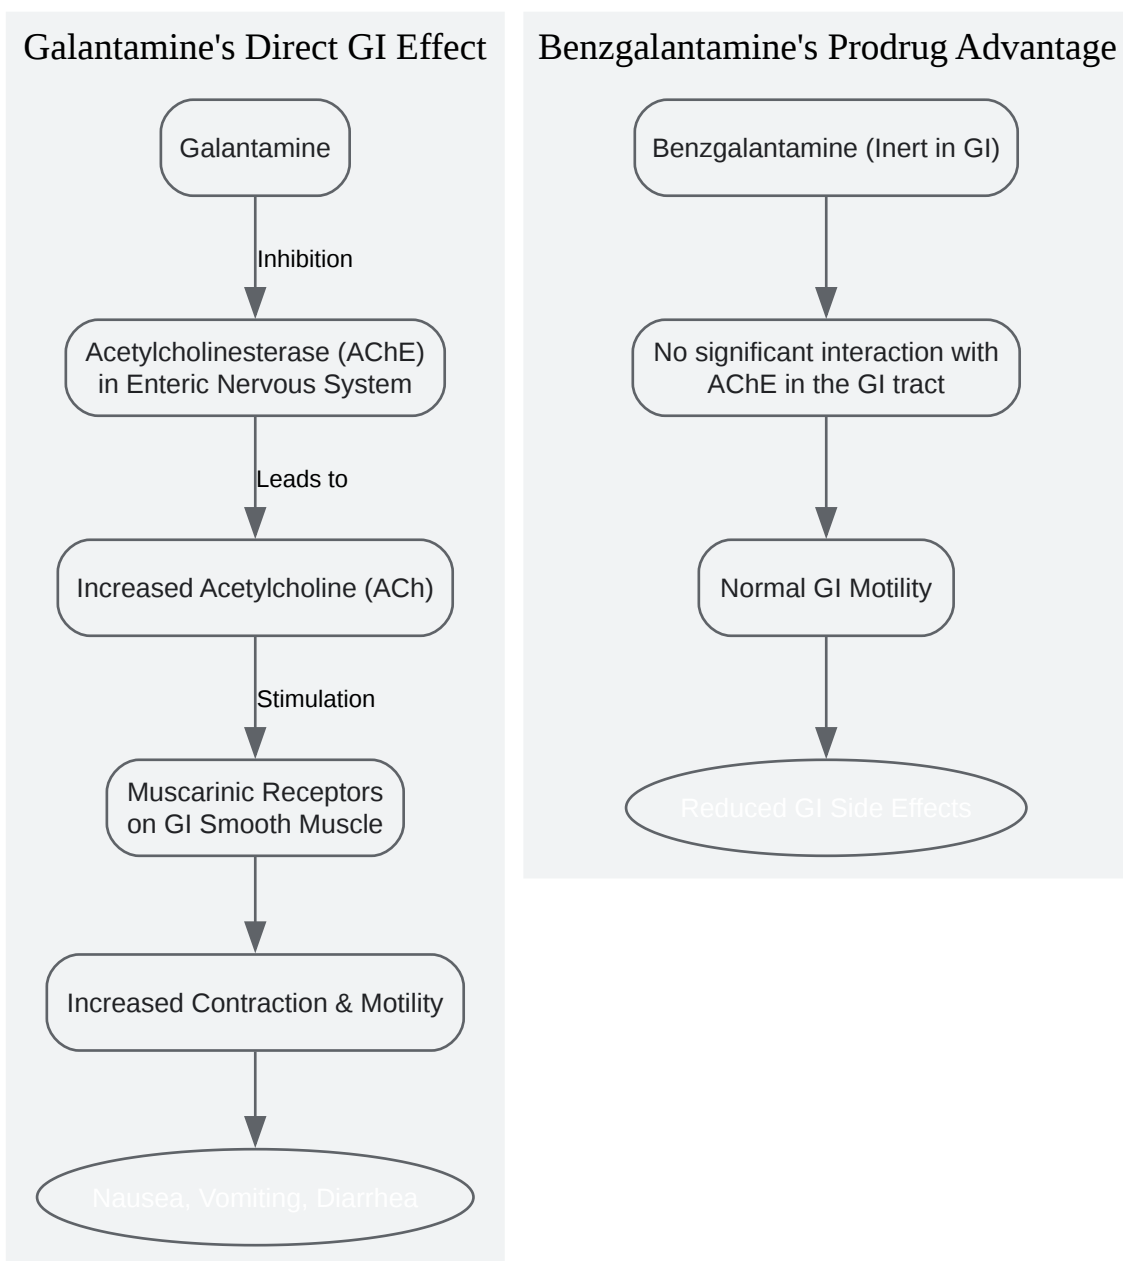 Galantamine's Direct GI Effect
Galantamine
Inhibition
Acetylcholinesterase (AChE)
in Enteric Nervous System
Leads to
Increased Acetylcholine (ACh)
Stimulation
Muscarinic Receptors
on GI Smooth Muscle
Increased Contraction & Motility
Nausea, Vomiting, Diarrhea
Benzgalantamine's Prodrug Advantage
Benzgalantamine (Inert in GI)
No significant interaction with
AChE in the GI tract
Normal GI Motility
Reduced GI Side Effects